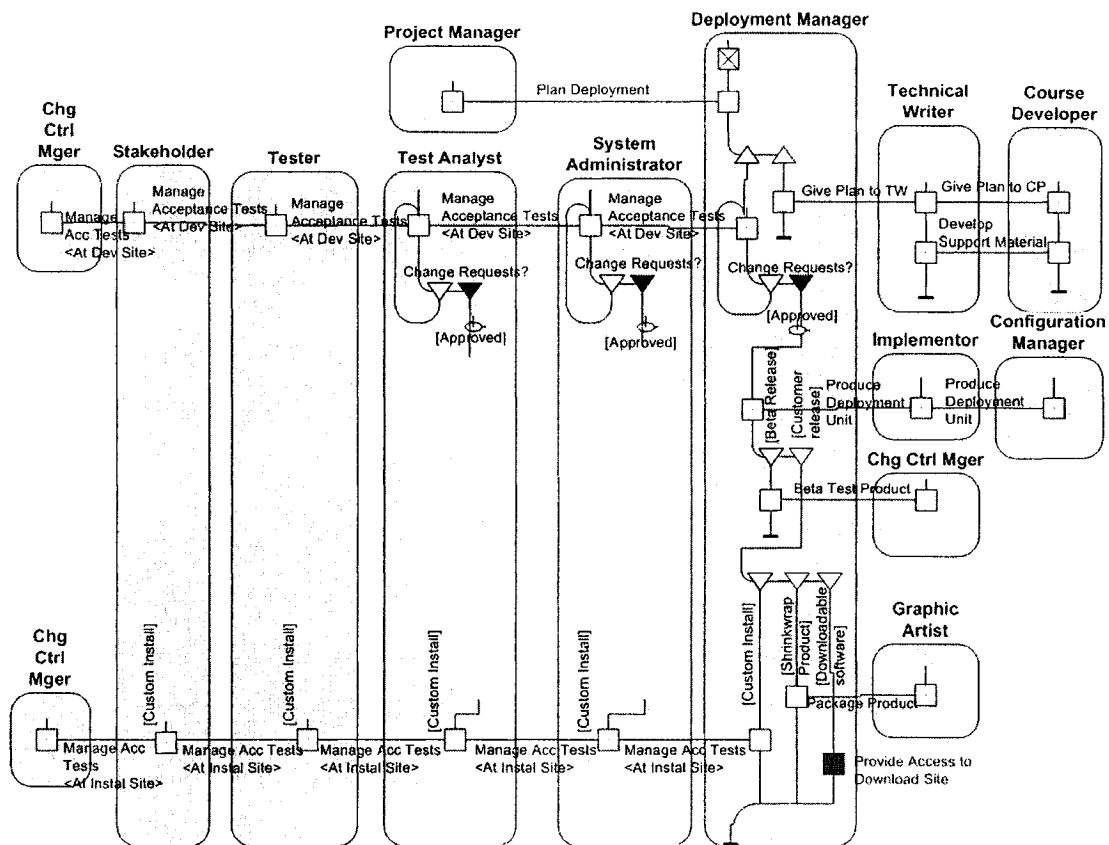 Deployment Manager
Project Manager
Plan Deployment
Technical
Writer
Course
Developer
Chg
Ctrl
Mger
Stakeholder
Tester
Test Analyst
System
Administrator
Manage
Acc Tests
<At Dev Site>
Manage
Acceptance Tests
<At Dev Site>
Manage
Acceptance Tests
<At Dev Site>
Manage
Acceptance Tests
<At Dev Site>
Manage
Acceptance Tests
<At Dev Site>
Give Plan to TW
Give Plan to CP
Develop
Support Material
Change Requests?
Change Requests?
Change Requests?
[Approved]
[Approved]
[Approved]
Implementor
Configuration
Manager
[Beta Release]
[Customer
release]
Produce
Deployment
Unit
Produce
Deployment
Unit
Chg Ctrl Mger
Beta Test Product
Chg
Ctrl
Mger
[Custom Install]
[Custom Install]
[Custom Install]
[Custom Install]
[Custom Install]
[Shrinkwrap
Product]
[Downloadable
software]
Graphic
Artist
Package Product
Manage Acc
Tests
<At Instal Site>
Manage Acc Tests
<At Instal Site>
Manage Acc Tests
<At Instal Site>
Manage Acc Tests
<At Instal Site>
Manage Acc Tests
<At Instal Site>
Provide Access to
Download Site